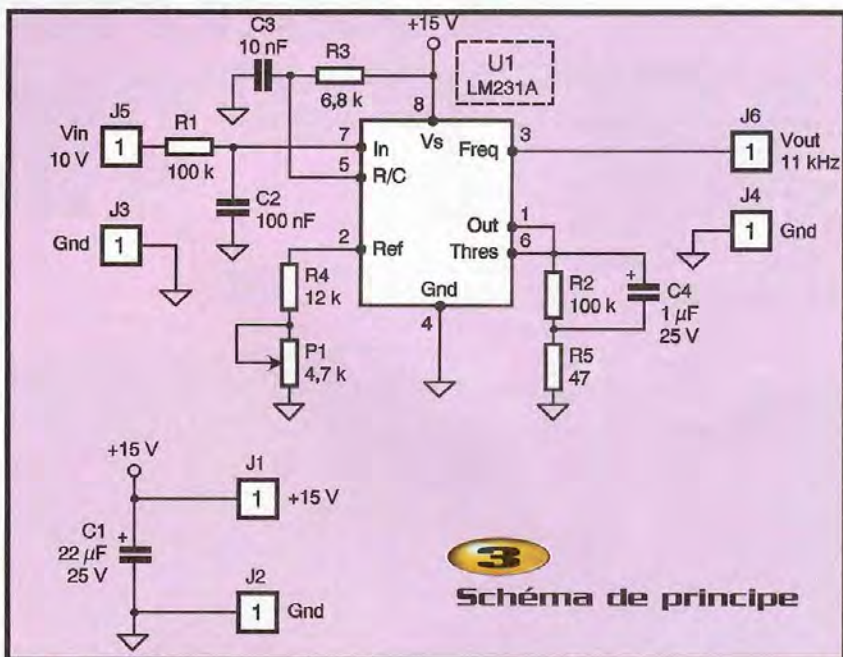 C3
10 nF
R3
6,8 k
+15 V
U1
LM231A
8
Vs
J5
Vin
10 V
1
R1
100 k
7
In
5
R/C
Freq
3
J6
1
Vout
11 kHz
C2
100 nF
J3
Gnd
1
2
Ref
Out
1
6
Thres
J4
1
Gnd
R4
12 k
Gnd
4
R2
100 k
+
C4
1 µF
25 V
P1
4,7 k
R5
47
+15 V
J1
1
+15 V
C1
22 µF
25 V
+
J2
1
Gnd
3
Schéma de principe